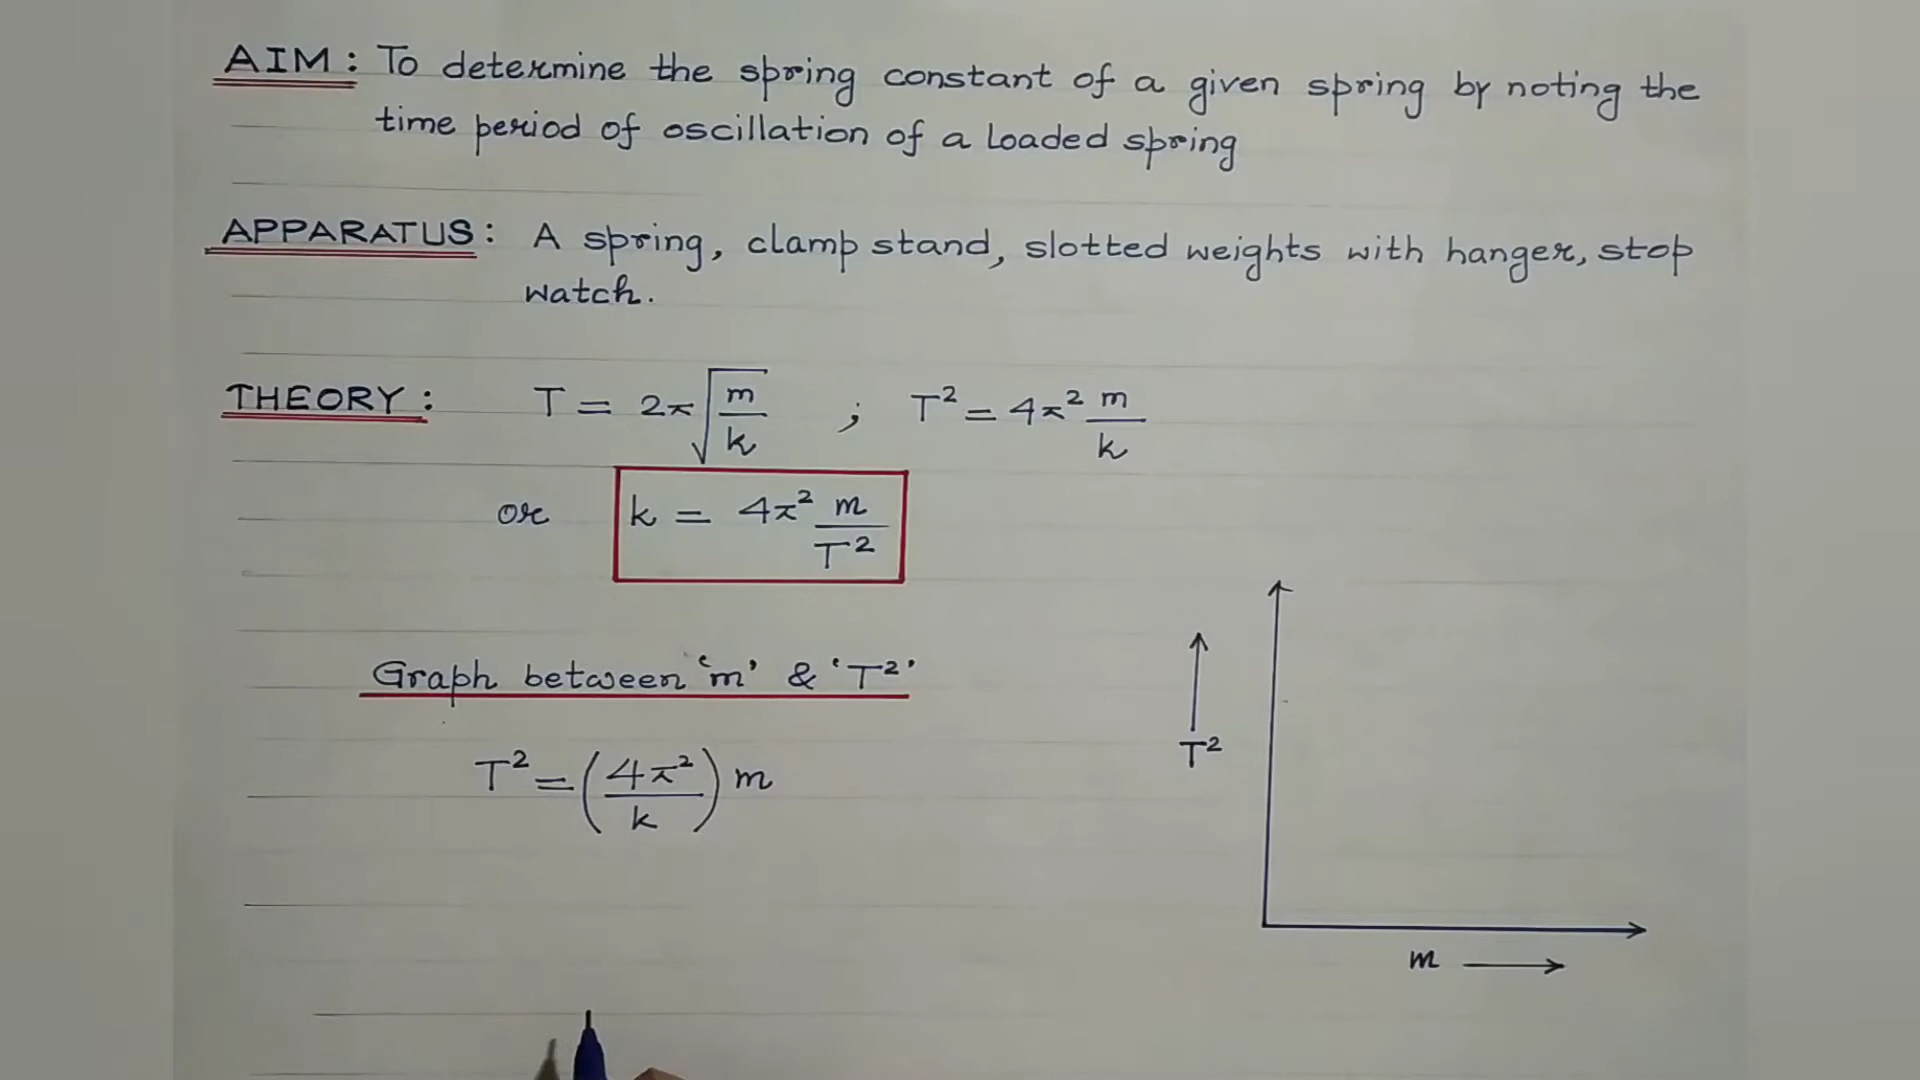 AIM: To determine the spring constant of a given spring by noting the
time period of oscillation of a loaded spring
APPARATUS: A spring, clamp stand, slotted weights with hanger, stop
watch.
THEORY: T = 2π√(m/k) ; T² = 4π² m/k
or k = 4π² m/T²
Graph between 'm' & 'T²'
T² = (4π²/k) m
T²
m